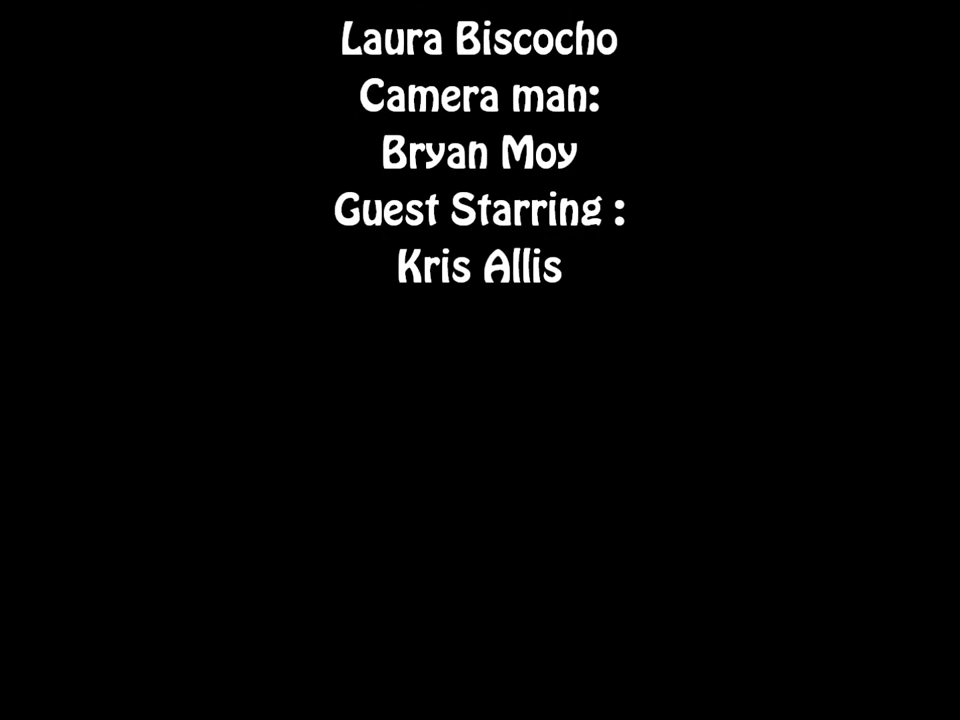 Laura Biscocho
Camera man:
Bryan Moy
Guest Starring :
Kris Allis